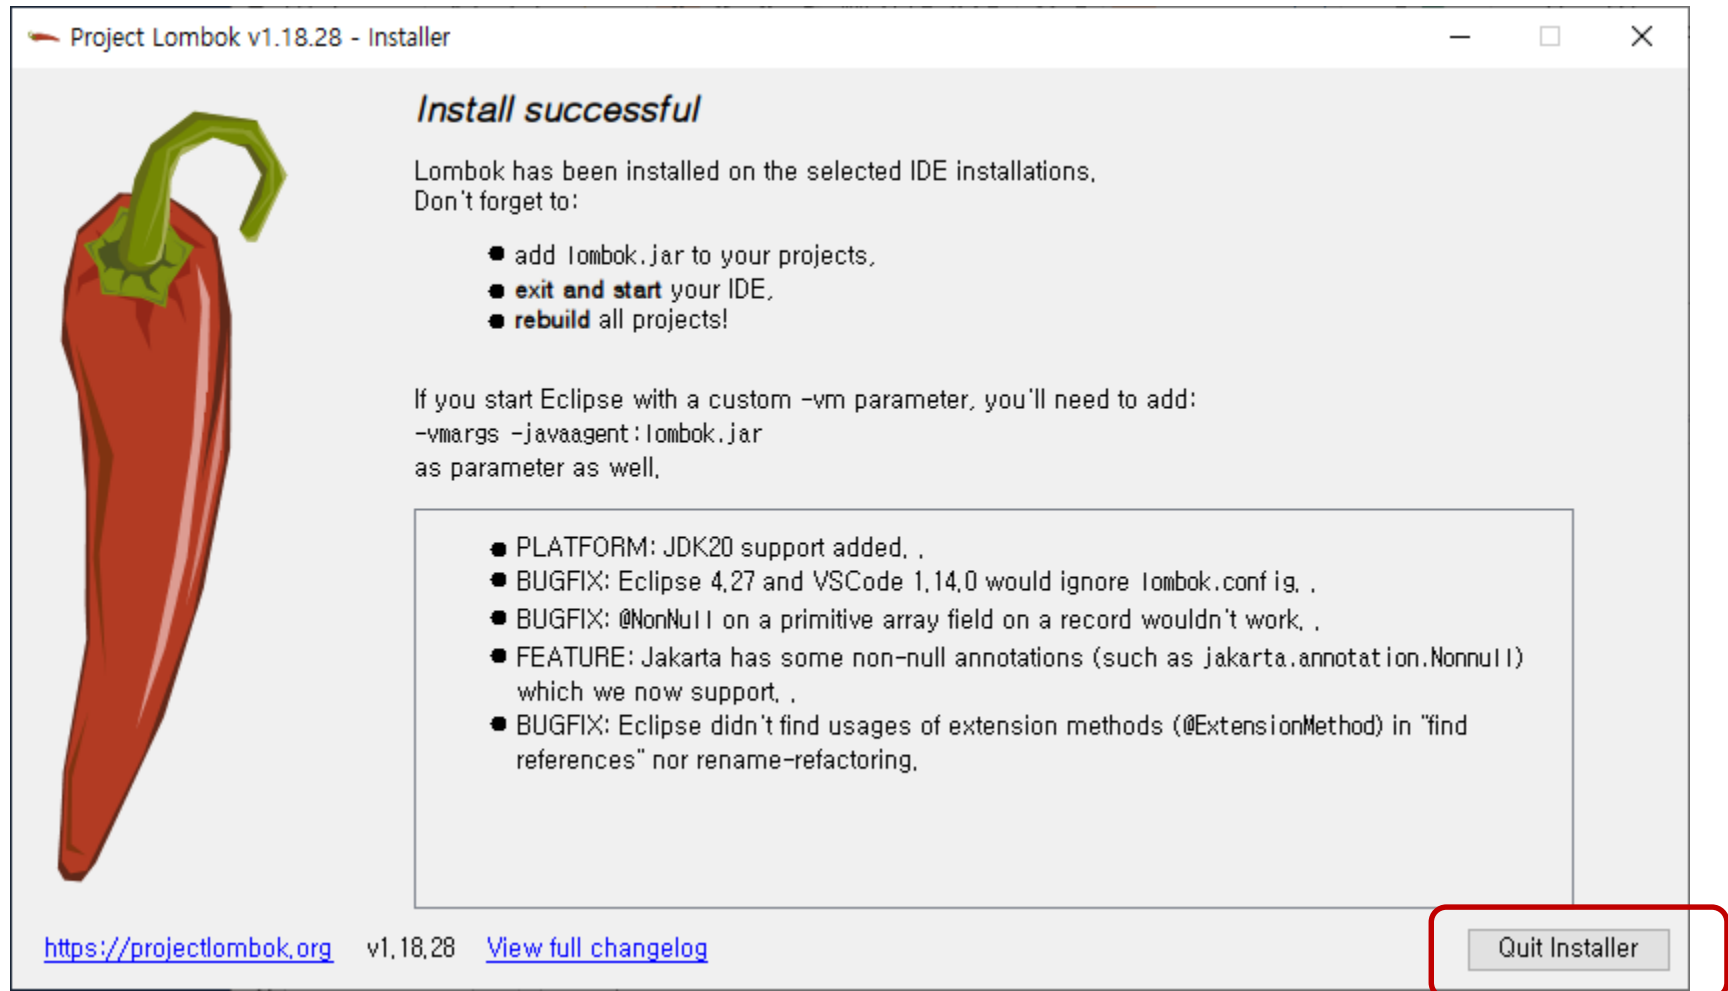 Project Lombok v1.18.28 - Installer
Install successful
Lombok has been installed on the selected IDE installations.
Don't forget to:
● add lombok.jar to your projects,
● exit and start your IDE,
● rebuild all projects!
If you start Eclipse with a custom -vm parameter, you'll need to add:
-vmargs -javaagent:lombok.jar
as parameter as well.
● PLATFORM: JDK20 support added. .
● BUGFIX: Eclipse 4.27 and VSCode 1.14.0 would ignore lombok.config. .
● BUGFIX: @NonNull on a primitive array field on a record wouldn't work. .
● FEATURE: Jakarta has some non-null annotations (such as jakarta.annotation.Nonnull)
which we now support. .
● BUGFIX: Eclipse didn't find usages of extension methods (@ExtensionMethod) in "find
references" nor rename-refactoring.
https://projectlombok.org v1.18.28 View full changelog Quit Installer